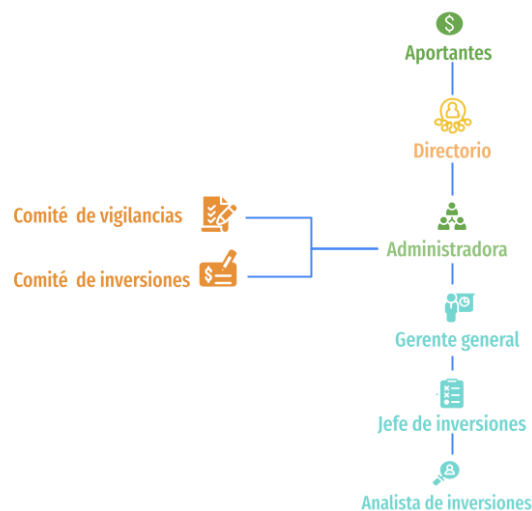 Aportantes
Directorio
Comité de vigilancias
Administradora
Comité de inversiones
Gerente general
Jefe de inversiones
Analista de inversiones